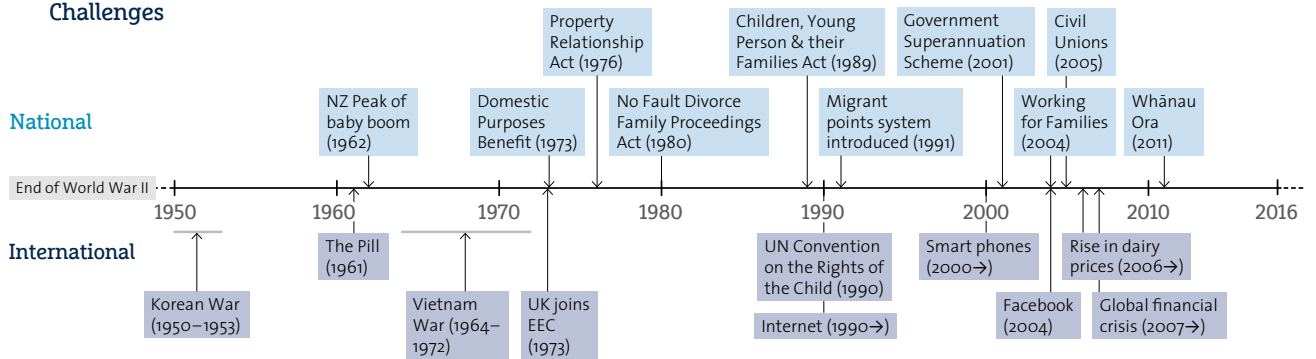 Challenges
National
Property
Relationship
Act (1976)
Children, Young
Person & their
Families Act (1989)
Government
Superannuation
Scheme (2001)
Civil
Unions
(2005)
NZ Peak of
baby boom
(1962)
Domestic
Purposes
Benefit (1973)
No Fault Divorce
Family Proceedings
Act (1980)
Migrant
points system
introduced (1991)
Working
for Families
(2004)
Whānau
Ora
(2011)
End of World War II
1950
1960
1970
1980
1990
2000
2010
2016
International
Korean War
(1950–1953)
The Pill
(1961)
Vietnam
War (1964–
1972)
UK joins
EEC
(1973)
UN Convention
on the Rights of
the Child (1990)
Internet (1990→)
Smart phones
(2000→)
Facebook
(2004)
Rise in dairy
prices (2006→)
Global financial
crisis (2007→)